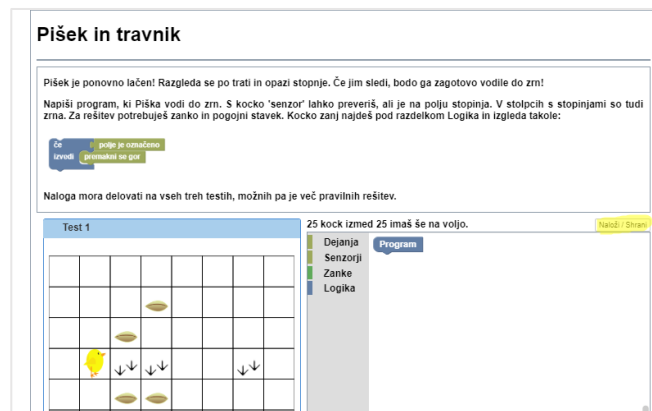 Pišek in travnik
Pišek je ponovno lačen! Razgleda se po trati in opazi stopnje. Če jim sledi, bodo ga zagotovo vodile do zrn!
Napiši program, ki Piška vodi do zrn. S kocko 'senzor' lahko preveriš, ali je na polju stopinja. V stolpcih s stopinjami so tudi
zrna. Za rešitev potrebuješ zanko in pogojni stavek. Kocko zanj najdeš pod razdelkom Logika in izgleda takole:
če polje je označeno
izvedi premakni se gor
Naloga mora delovati na vseh treh testih, možnih pa je več pravilnih rešitev.
Test 1
25 kock izmed 25 imaš še na voljo.
Naloži / Shrani
Dejanja
Program
Senzorji
Zanke
Logika